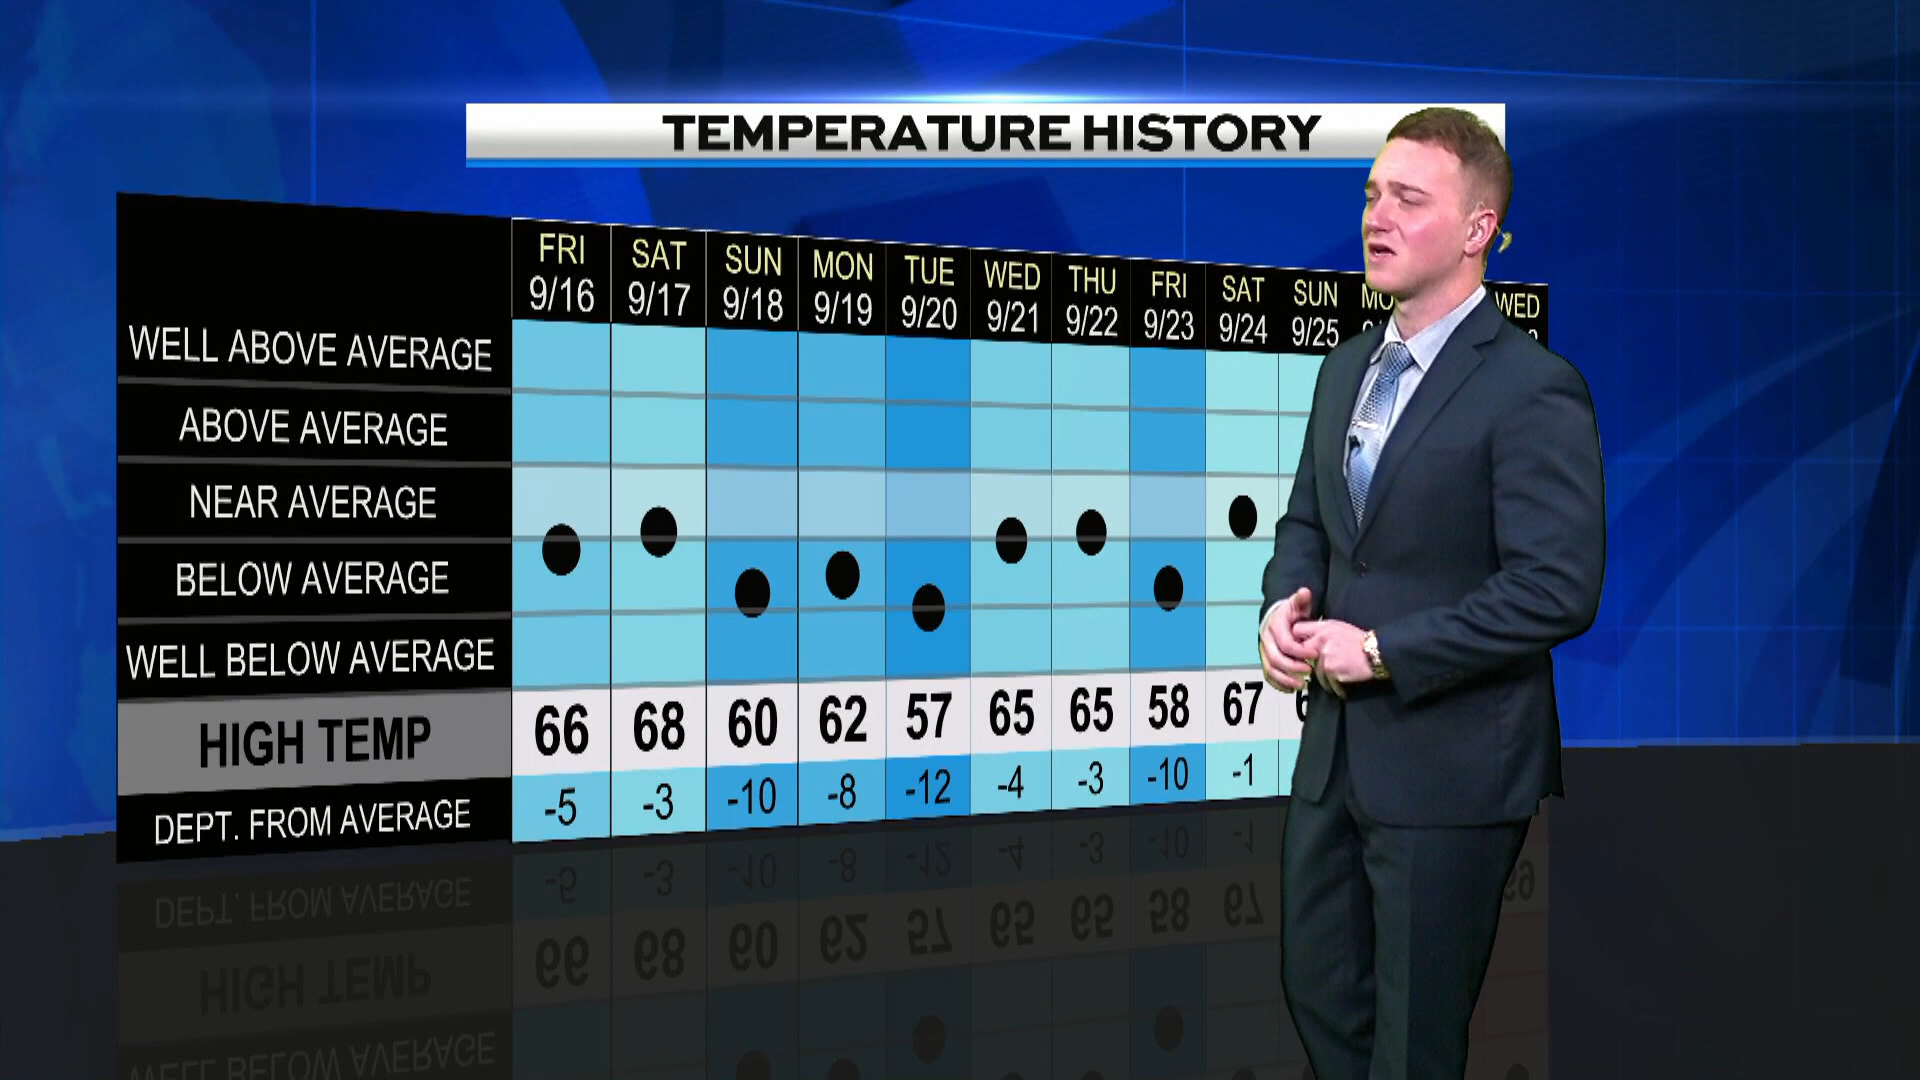 TEMPERATURE HISTORY
FRI SAT SUN MON TUE WED THU FRI SAT SUN WED
9/16 9/17 9/18 9/19 9/20 9/21 9/22 9/23 9/24 9/25
WELL ABOVE AVERAGE
ABOVE AVERAGE
NEAR AVERAGE
BELOW AVERAGE
WELL BELOW AVERAGE
HIGH TEMP 66 68 60 62 57 65 65 58 67
DEPT. FROM AVERAGE -5 -3 -10 -8 -12 -4 -3 -10 -1